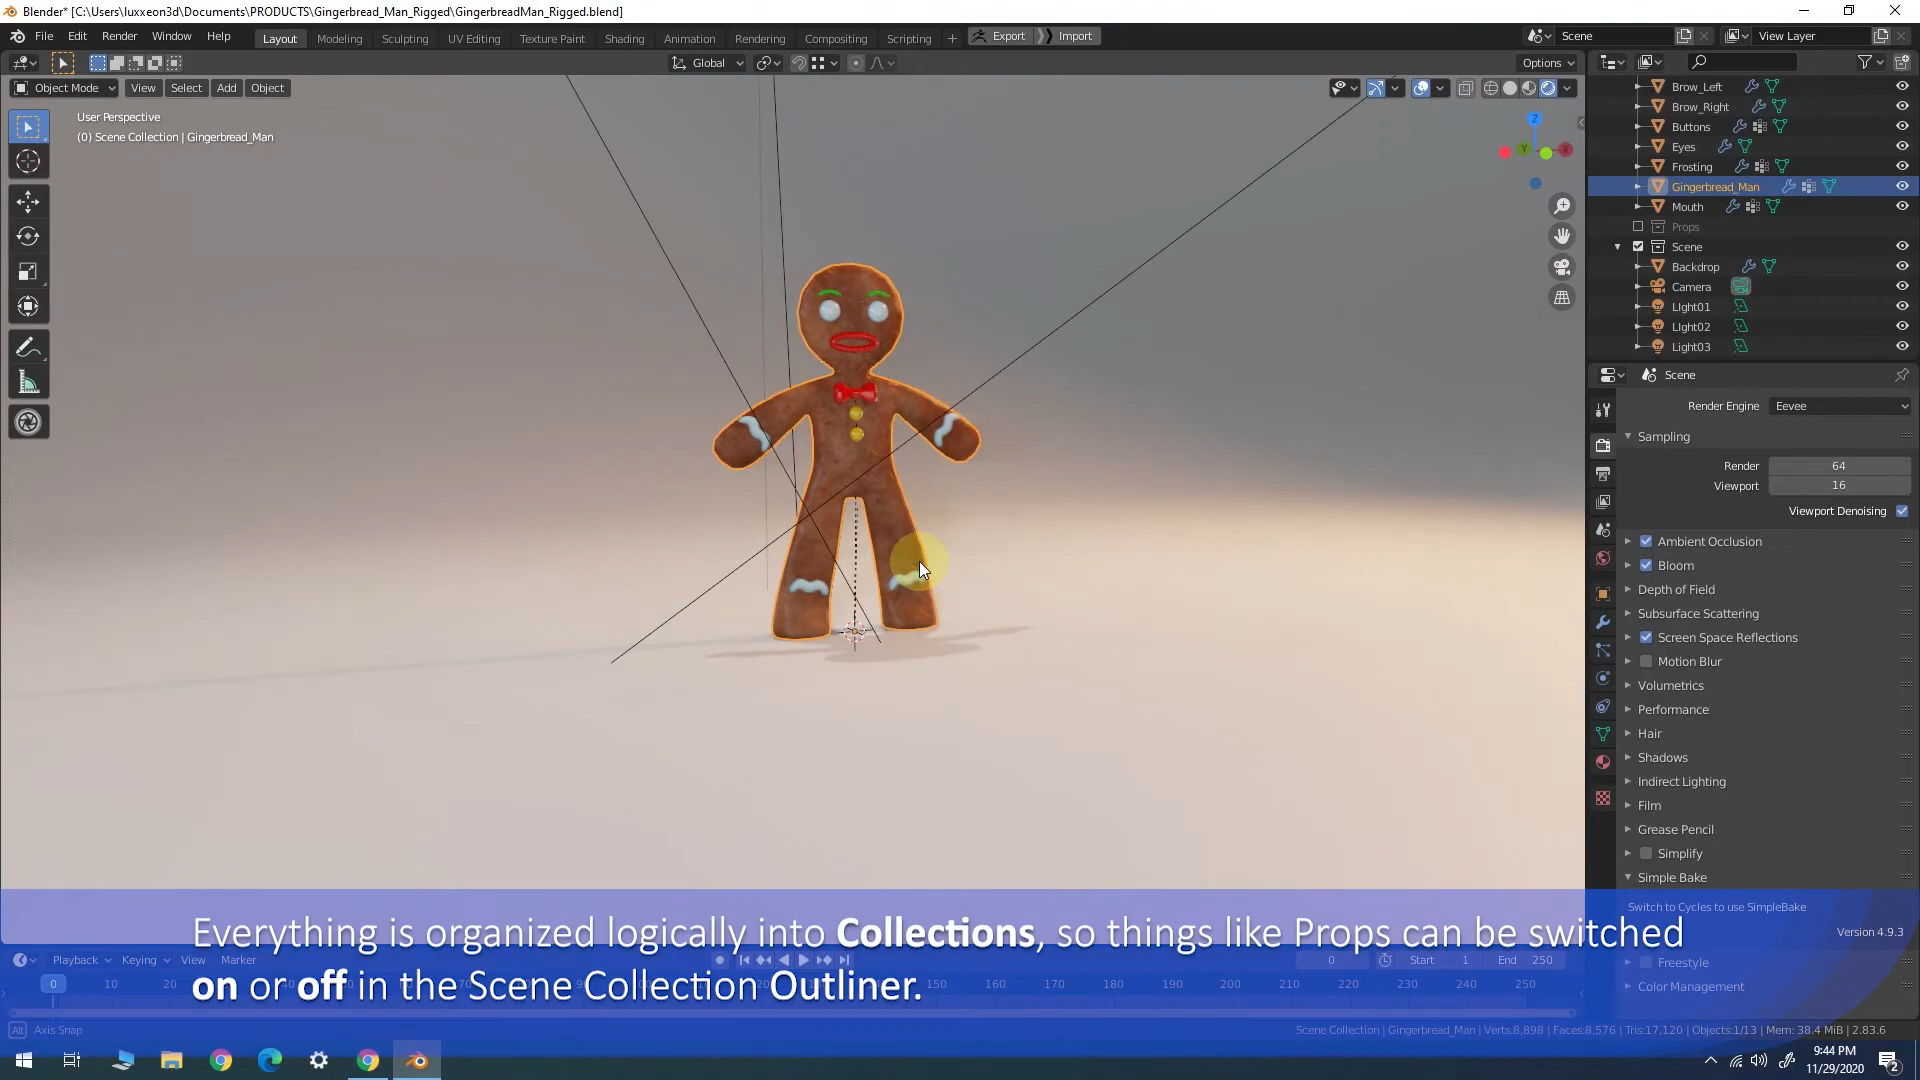 Blender* [C:\Users\luxxeon3d\Documents\PRODUCTS\Gingerbread_Man_Rigged\GingerbreadMan_Rigged.blend]
File Edit Render Window Help Layout Modeling Sculpting UV Editing Texture Paint Shading Animation Rendering Compositing Scripting + Export Import Scene View Layer
Global Options
Object Mode View Select Add Object
User Perspective
(0) Scene Collection | Gingerbread_Man
Z
Y X
Brow_Left
Brow_Right
Buttons
Eyes
Frosting
Gingerbread_Man
Mouth
Props
Scene
Backdrop
Camera
LIght01
LIght02
Light03
Scene
Render Engine Eevee
Sampling
Render 64
Viewport 16
Viewport Denoising
Ambient Occlusion
Bloom
Depth of Field
Subsurface Scattering
Screen Space Reflections
Motion Blur
Volumetrics
Performance
Hair
Shadows
Indirect Lighting
Film
Grease Pencil
Simplify
Simple Bake
Switch to Cycles to use SimpleBake
Version 4.9.3
Freestyle
Color Management
Everything is organized logically into Collections, so things like Props can be switched
on or off in the Scene Collection Outliner.
Playback Keying View Marker 0 Start 1 End 250
0 10 20 150 160 170 180 190 200 210 220 230 240 250
Alt Axis Snap
Scene Collection | Gingerbread_Man | Verts:8,898 | Faces:8,576 | Tris:17,120 | Objects:1/13 | Mem: 38.4 MiB | 2.83.6
9:44 PM
11/29/2020
2